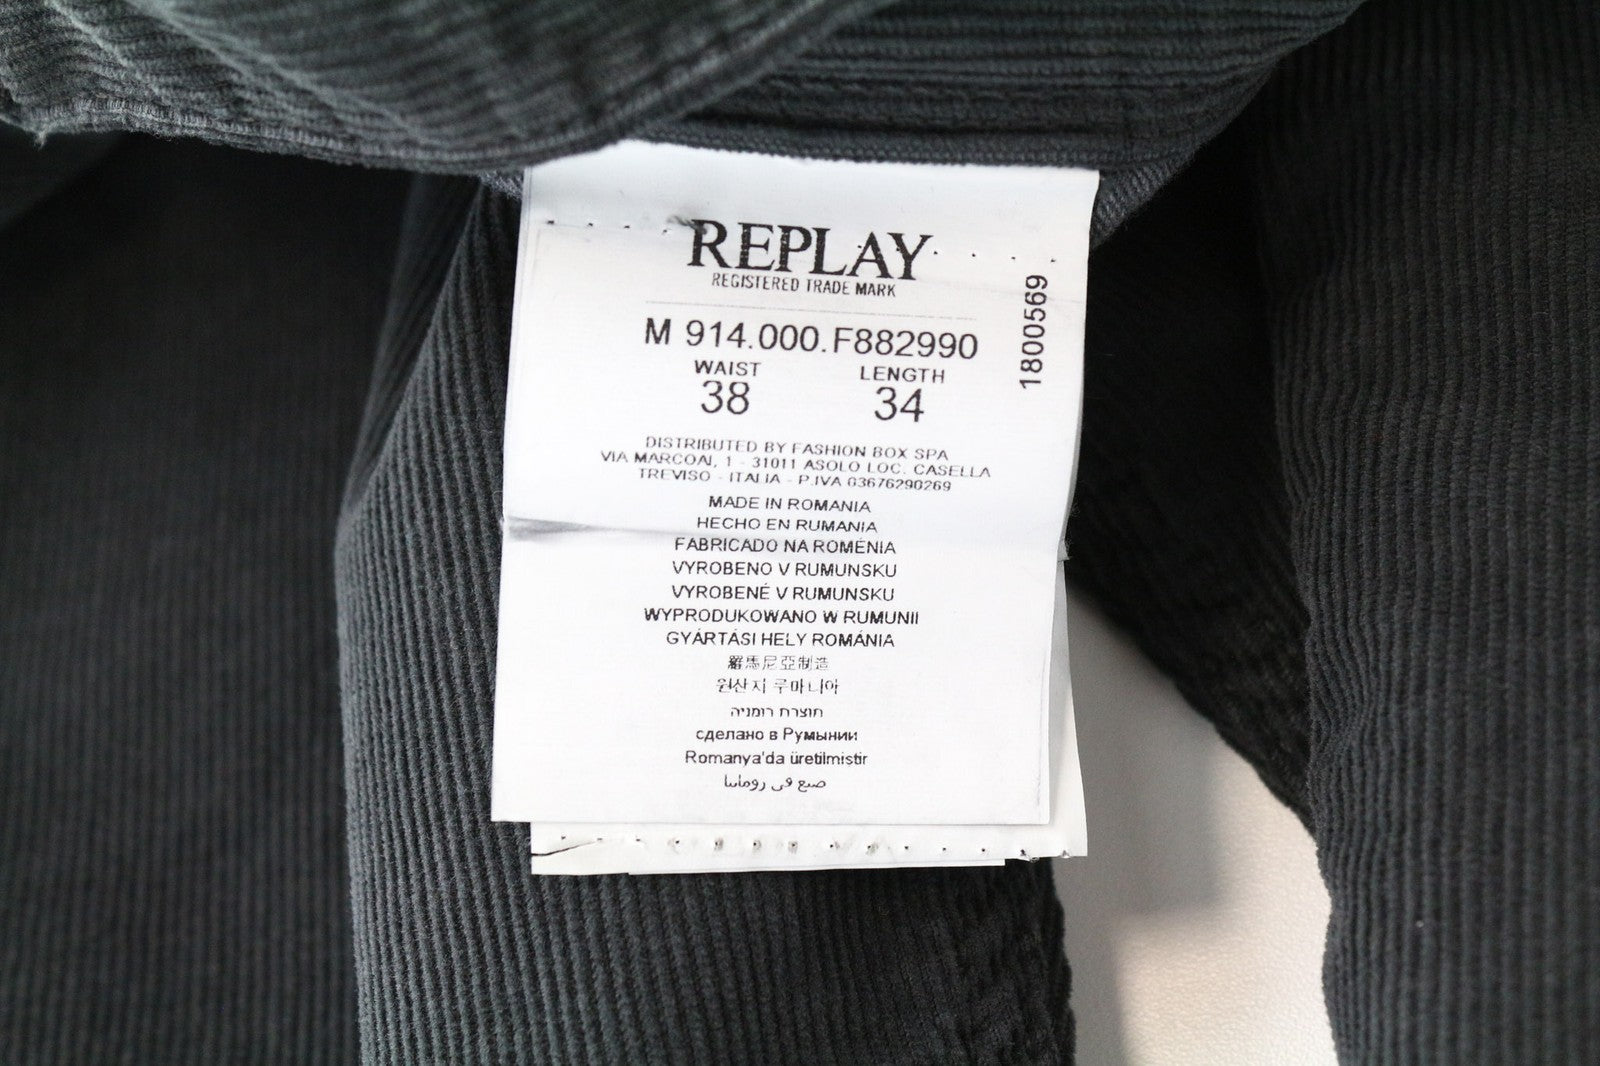 REPLAY
REGISTERED TRADE MARK
M 914.000.F882990
WAIST LENGTH
38 34
1800569
DISTRIBUTED BY FASHION BOX SPA
VIA MARCOAI, 1 - 31011 ASOLO LOC. CASELLA
TREVISO - ITALIA - P.IVA 03676290269
MADE IN ROMANIA
HECHO EN RUMANIA
FABRICADO NA ROMÉNIA
VYROBENO V RUMUNSKU
VYROBENÉ V RUMUNSKU
WYPRODUKOWANO W RUMUNII
GYÁRTÁSI HELY ROMÁNIA
羅馬尼亞制造
원산지 루마니아
תוצרת רומניה
сделано в Румынии
Romanya'da üretilmistir
صنع في رومانيا